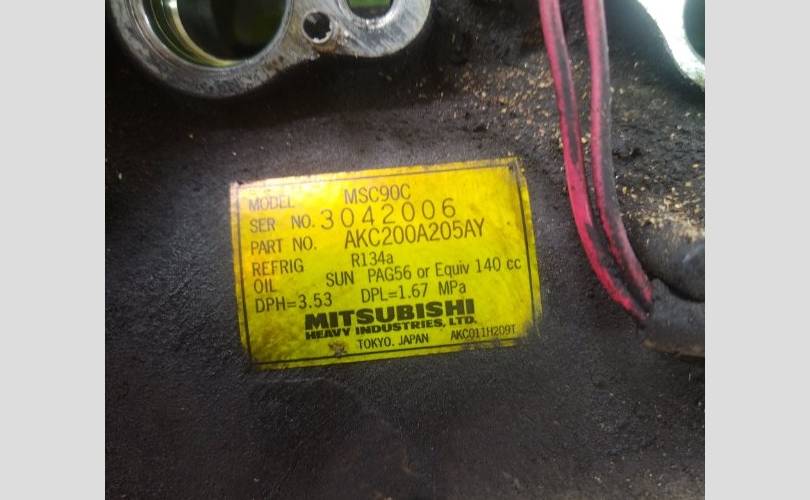 MODEL MSC90C
SER NO. 3042006
PART NO. AKC200A205AY
REFRIG R134a
OIL SUN PAG56 or Equiv 140 cc
DPH=3.53 DPL=1.67 MPa
MITSUBISHI
HEAVY INDUSTRIES, LTD.
TOKYO. JAPAN AKC011H209T